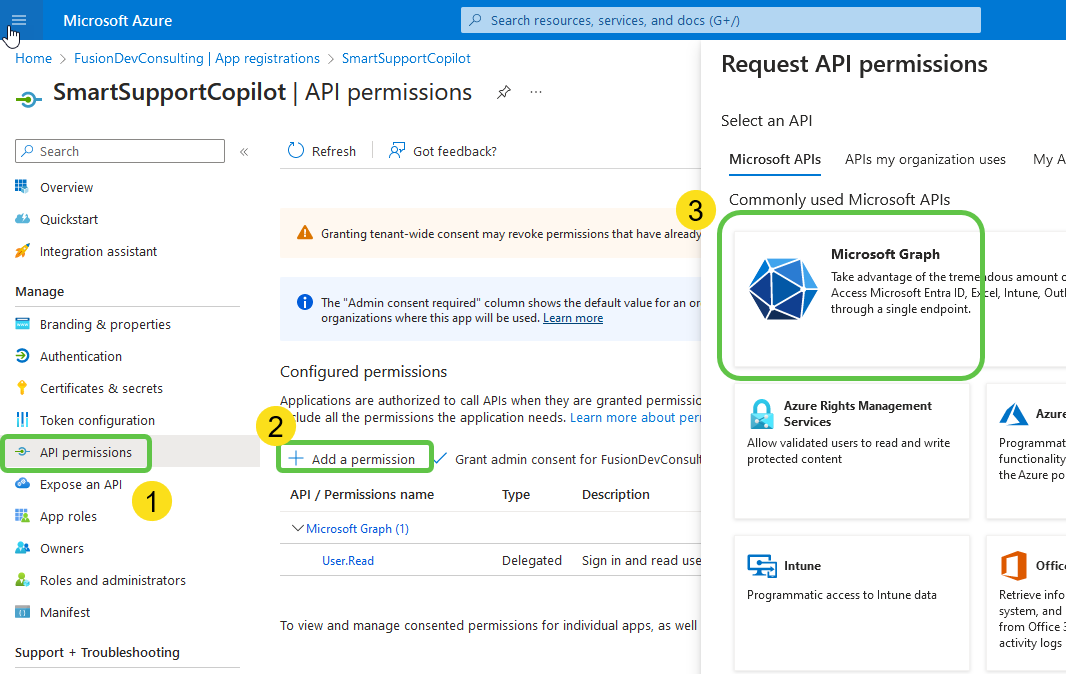 Microsoft Azure
Search resources, services, and docs (G+/)
Home > FusionDevConsulting | App registrations > SmartSupportCopilot
SmartSupportCopilot | API permissions
...
Search
«
Overview
Quickstart
Integration assistant
Manage
Branding & properties
Authentication
Certificates & secrets
Token configuration
API permissions
1
Expose an API
App roles
Owners
Roles and administrators
Manifest
Support + Troubleshooting
Refresh
Got feedback?
Granting tenant-wide consent may revoke permissions that have already
The "Admin consent required" column shows the default value for an or
organizations where this app will be used. Learn more
Configured permissions
Applications are authorized to call APIs when they are granted permissio
all the permissions the application needs. Learn more about perr
2
Add a permission
Grant admin consent for FusionDevConsult
API / Permissions name
Type
Description
Microsoft Graph (1)
User.Read
Delegated
Sign in and read use
To view and manage consented permissions for individual apps, as well
Request API permissions
Select an API
Microsoft APIs
APIs my organization uses
My A
Commonly used Microsoft APIs
3
Microsoft Graph
Take advantage of the tremendous amount o
Access Microsoft Entra ID, Excel, Intune, Outl
through a single endpoint.
Azure Rights Management
Services
Allow validated users to read and write
protected content
Azure
Programmat
functionality
the Azure po
Intune
Programmatic access to Intune data
Office
Retrieve info
system, and
from Office 3
activity logs